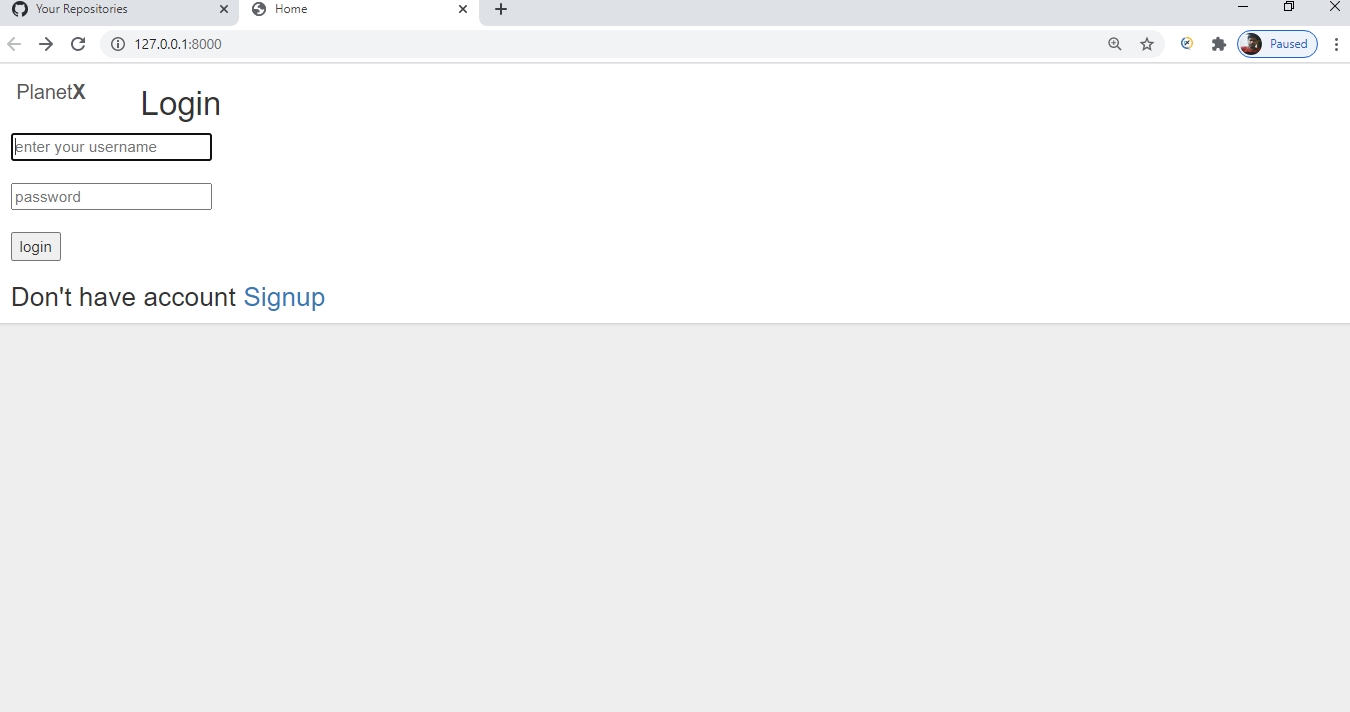 Your Repositories
Home
127.0.0.1:8000
Paused
PlanetX
Login
enter your username
password
login
Don't have account Signup